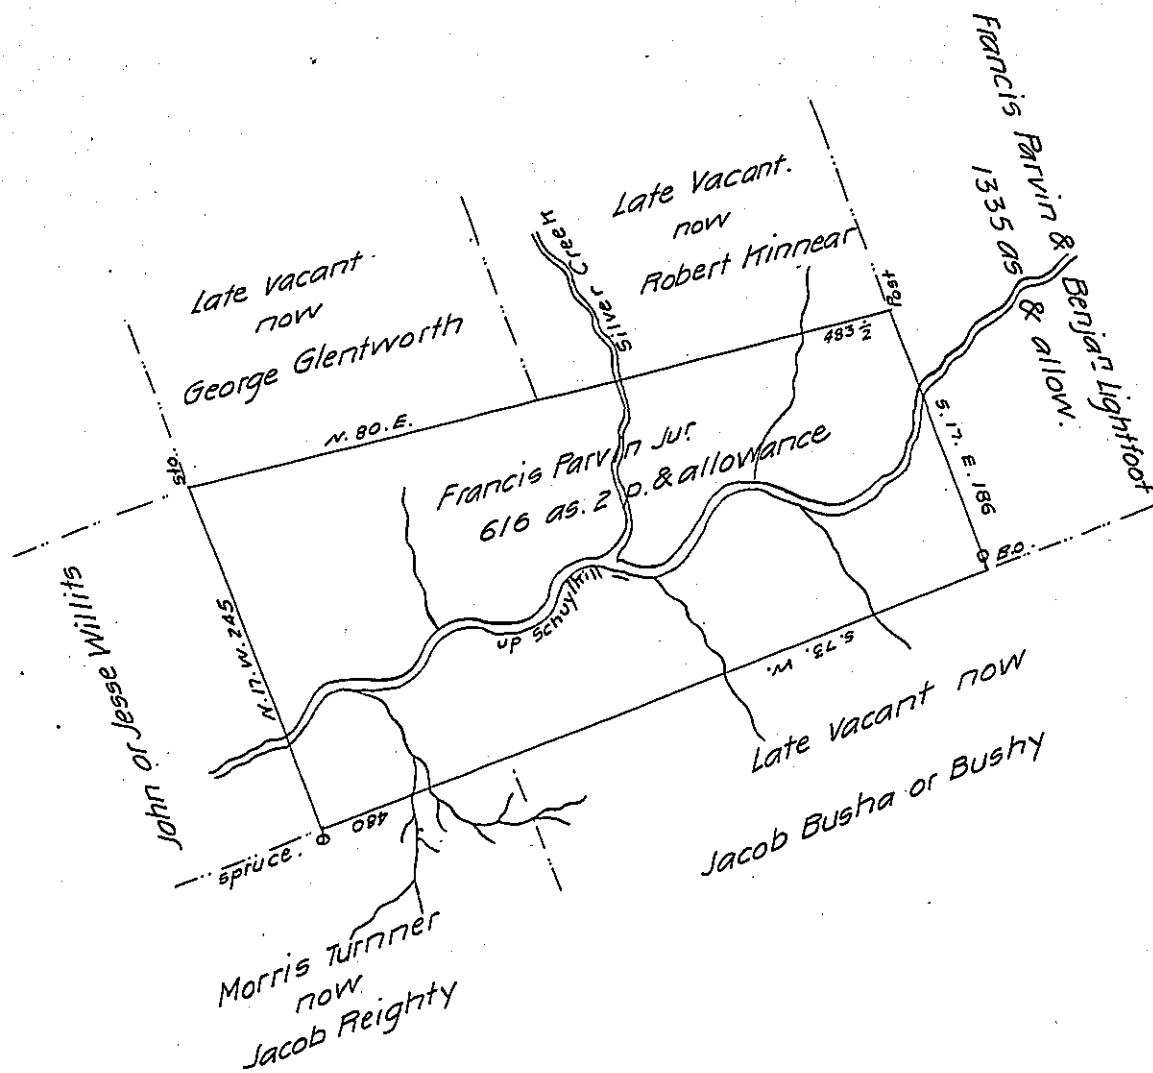 Francis Parvin &
Benjan Lightfoot
1335 as & allow.
Late Vacant.
now
Robert Kinnear
Silver Creek
Late vacant
now
George Glentworth
Post
483 1/2
N. 80. E.
Sto.
Francis Parvin Jur.
616 as. 2 p. & allowance
S. 17. E. 186
B.O.
up Schuylkill
John or Jesse Willits
N. 17. W. 245
S. 73. W.
480
spruce.
Late Vacant now
Jacob Busha or Bushy
Morris Turnner
now
Jacob Reighty